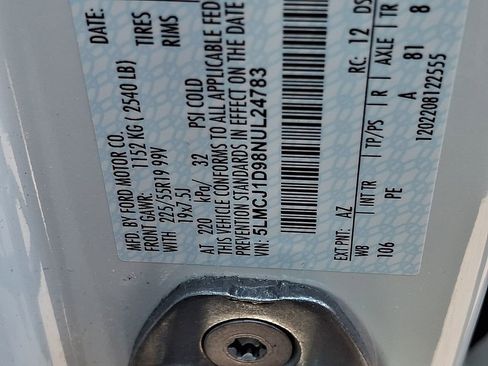 DATE:
MFD. BY FORD MOTOR CO.
FRONT GAWR:
1152 KG ( 2540 LB)
WITH
225/55R19 99V
TIRES
19x7.5J
RIMS
AT 220 kPa/ 32 PSI COLD
THIS VEHICLE CONFORMS TO ALL APPLICABLE FED
PREVENTION STANDARDS IN EFFECT ON THE DATE
VIN: 5LMCJ1D98NUL24783
EXT PNT: AZ RC: 12 DS
WB INT TR TP/PS R AXLE TR
106 PE A 81 8
1202208122555